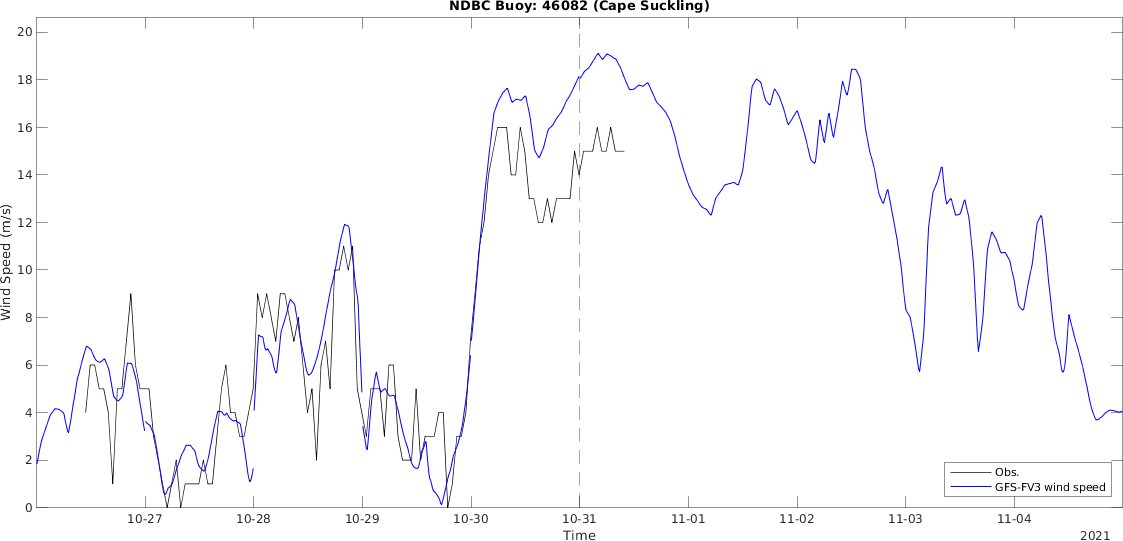 NDBC Buoy: 46082 (Cape Suckling)
20
18
16
14
12
10
8
6
4
2
0
Wind Speed (m/s)
10-27 10-28 10-29 10-30 10-31 11-01 11-02 11-03 11-04
Time
2021
Obs.
GFS-FV3 wind speed